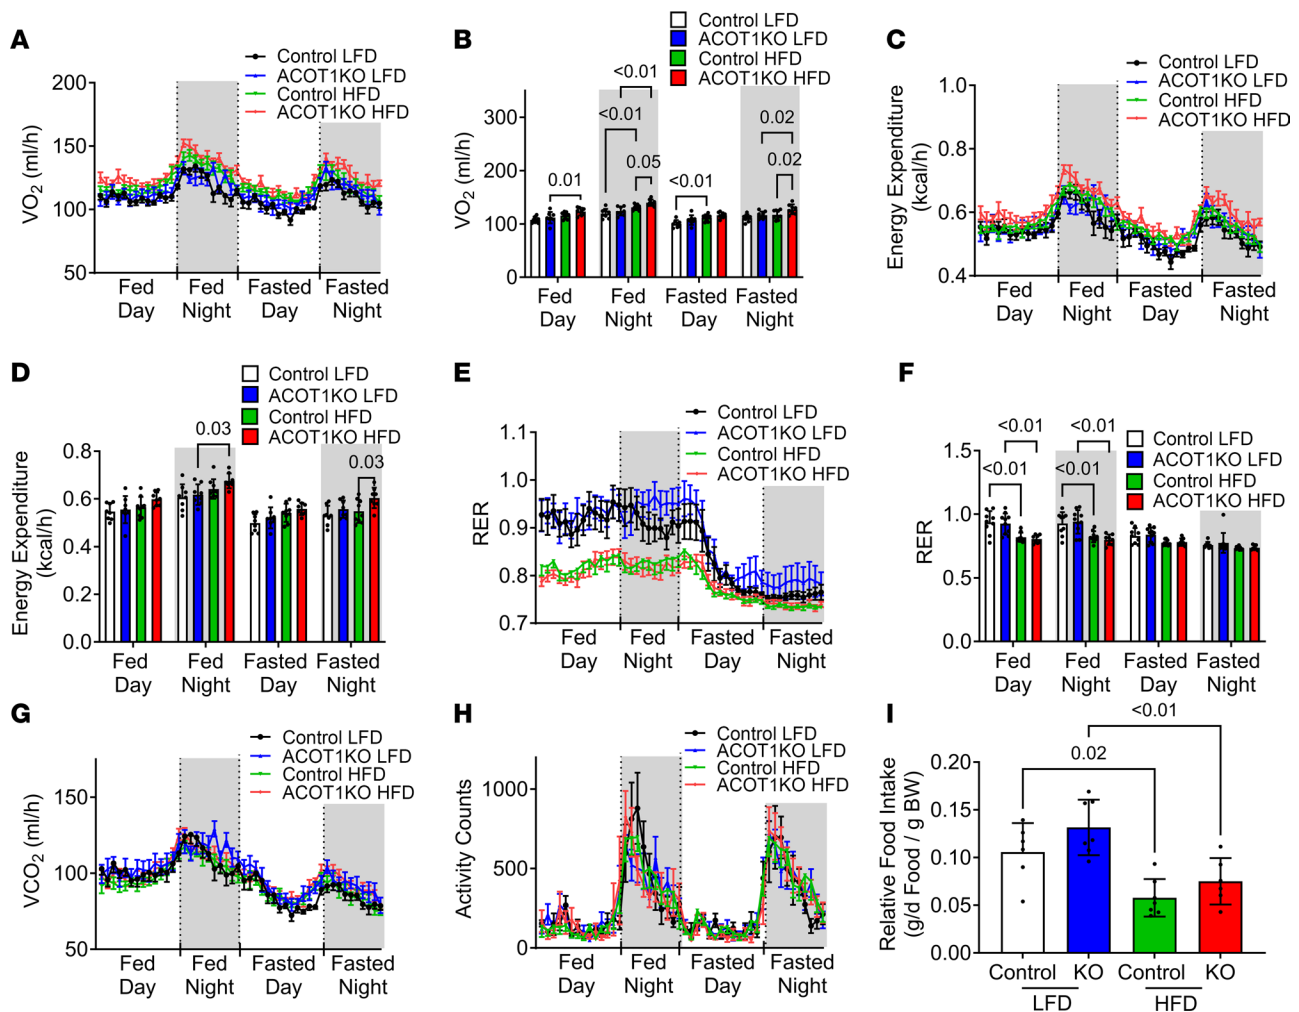 A
Control LFD
ACOT1KO LFD
Control HFD
ACOT1KO HFD
VO2 (ml/h)
200
150
100
50
Fed Day
Fed Night
Fasted Day
Fasted Night
B
Control LFD
ACOT1KO LFD
Control HFD
ACOT1KO HFD
VO2 (ml/h)
300
200
100
0
0.01
<0.01
<0.01
0.05
<0.01
0.02
0.02
Fed Day
Fed Night
Fasted Day
Fasted Night
C
Control LFD
ACOT1KO LFD
Control HFD
ACOT1KO HFD
Energy Expenditure
(kcal/h)
1.0
0.8
0.6
0.4
Fed Day
Fed Night
Fasted Day
Fasted Night
D
Control LFD
ACOT1KO LFD
Control HFD
ACOT1KO HFD
Energy Expenditure
(kcal/h)
0.8
0.6
0.4
0.2
0.0
0.03
0.03
Fed Day
Fed Night
Fasted Day
Fasted Night
E
Control LFD
ACOT1KO LFD
Control HFD
ACOT1KO HFD
RER
1.1
1.0
0.9
0.8
0.7
Fed Day
Fed Night
Fasted Day
Fasted Night
F
Control LFD
ACOT1KO LFD
Control HFD
ACOT1KO HFD
RER
1.5
1.0
0.5
0.0
<0.01
<0.01
<0.01
<0.01
Fed Day
Fed Night
Fasted Day
Fasted Night
G
Control LFD
ACOT1KO LFD
Control HFD
ACOT1KO HFD
VCO2 (ml/h)
150
100
50
Fed Day
Fed Night
Fasted Day
Fasted Night
H
Control LFD
ACOT1KO LFD
Control HFD
ACOT1KO HFD
Activity Counts
1000
500
0
Fed Day
Fed Night
Fasted Day
Fasted Night
I
<0.01
0.02
Relative Food Intake
(g/d Food / g BW)
0.20
0.15
0.10
0.05
0.00
Control KO Control KO
LFD HFD